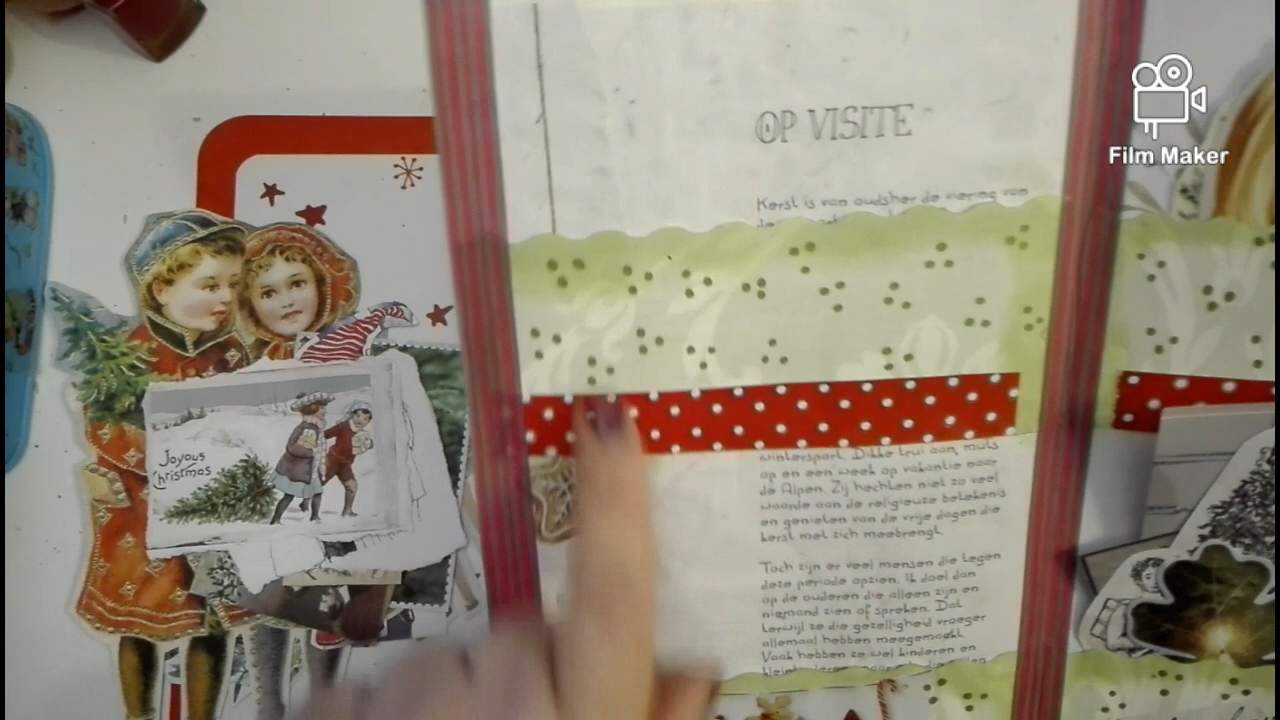 Film Maker
OP VISITE
Kerst is van oudsher de viering van
Joyous
Christmas
wintersport. Dikke trui aan, muts
op en een week op vakantie naar
de Alpen. Zij hechten niet zo veel
waarde aan de religieuze betekenis
en genieten van de vrije dagen die
kerst met zich meebrengt.
Toch zijn er veel mensen die tegen
deze periode opzien. Ik doel dan
op de ouderen die alleen zijn en
niemand zien of spreken. Dat
terwijl ze die gezelligheid vroeger
allemaal hebben meegemaakt.
Vaak hebben ze wel kinderen en